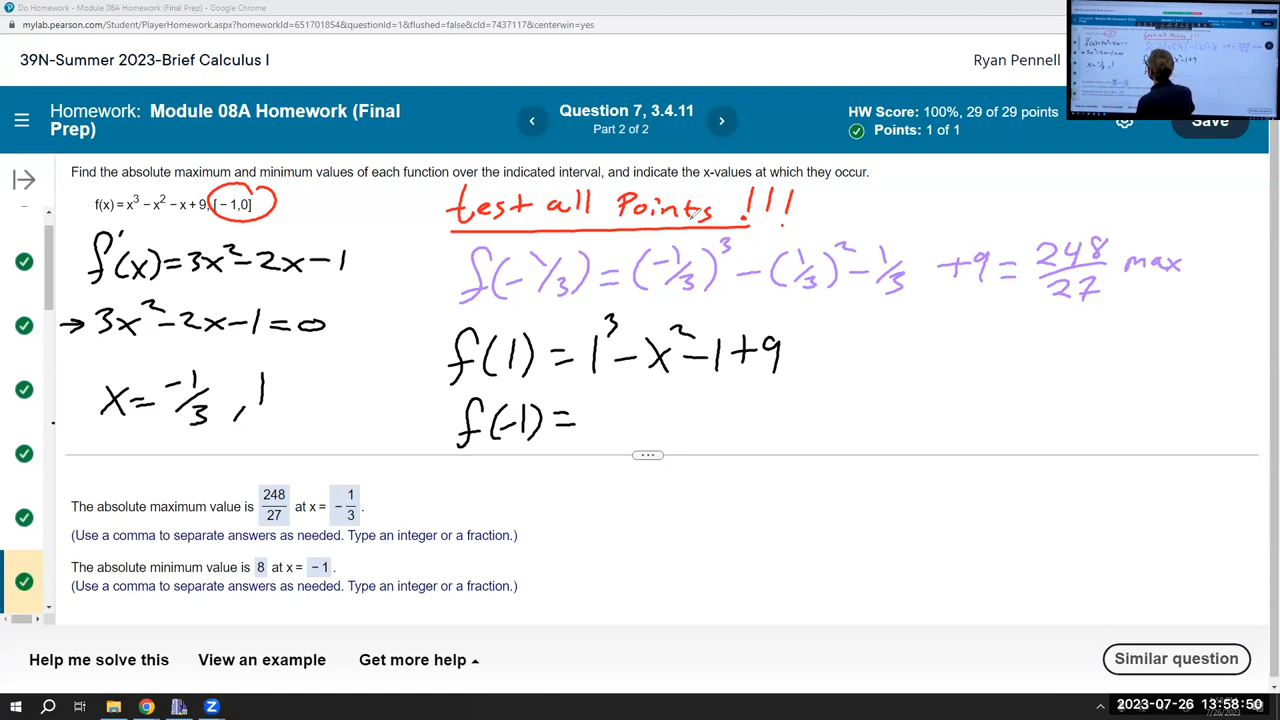 Do Homework - Module 08A Homework (Final Prep) - Google Chrome
mylab.pearson.com/Student/PlayerHomework.aspx?homeworkId=651701854&questionId=8&flushed=false&cId=7437117&
39N-Summer 2023-Brief Calculus I
Ryan Pennell
Homework: Module 08A Homework (Final Prep)
Question 7, 3.4.11
Part 2 of 2
HW Score: 100%, 29 of 29 points
Points: 1 of 1
Save
Find the absolute maximum and minimum values of each function over the indicated interval, and indicate the x-values at which they occur.
f(x) = x³ − x² − x + 9, [ − 1,0]
test all Points !!!
f'(x)=3x²-2x-1
→ 3x²-2x-1=0
x= -1/3 , 1
f(-1/3) = (-1/3)³ - (1/3)² - 1/3 +9 = 248/27 max
f(1) = 1³ - x² - 1 + 9
f(-1) =
The absolute maximum value is 248/27 at x = − 1/3.
(Use a comma to separate answers as needed. Type an integer or a fraction.)
The absolute minimum value is 8 at x = − 1.
(Use a comma to separate answers as needed. Type an integer or a fraction.)
Help me solve this
View an example
Get more help
Similar question
2023-07-26 13:58:50